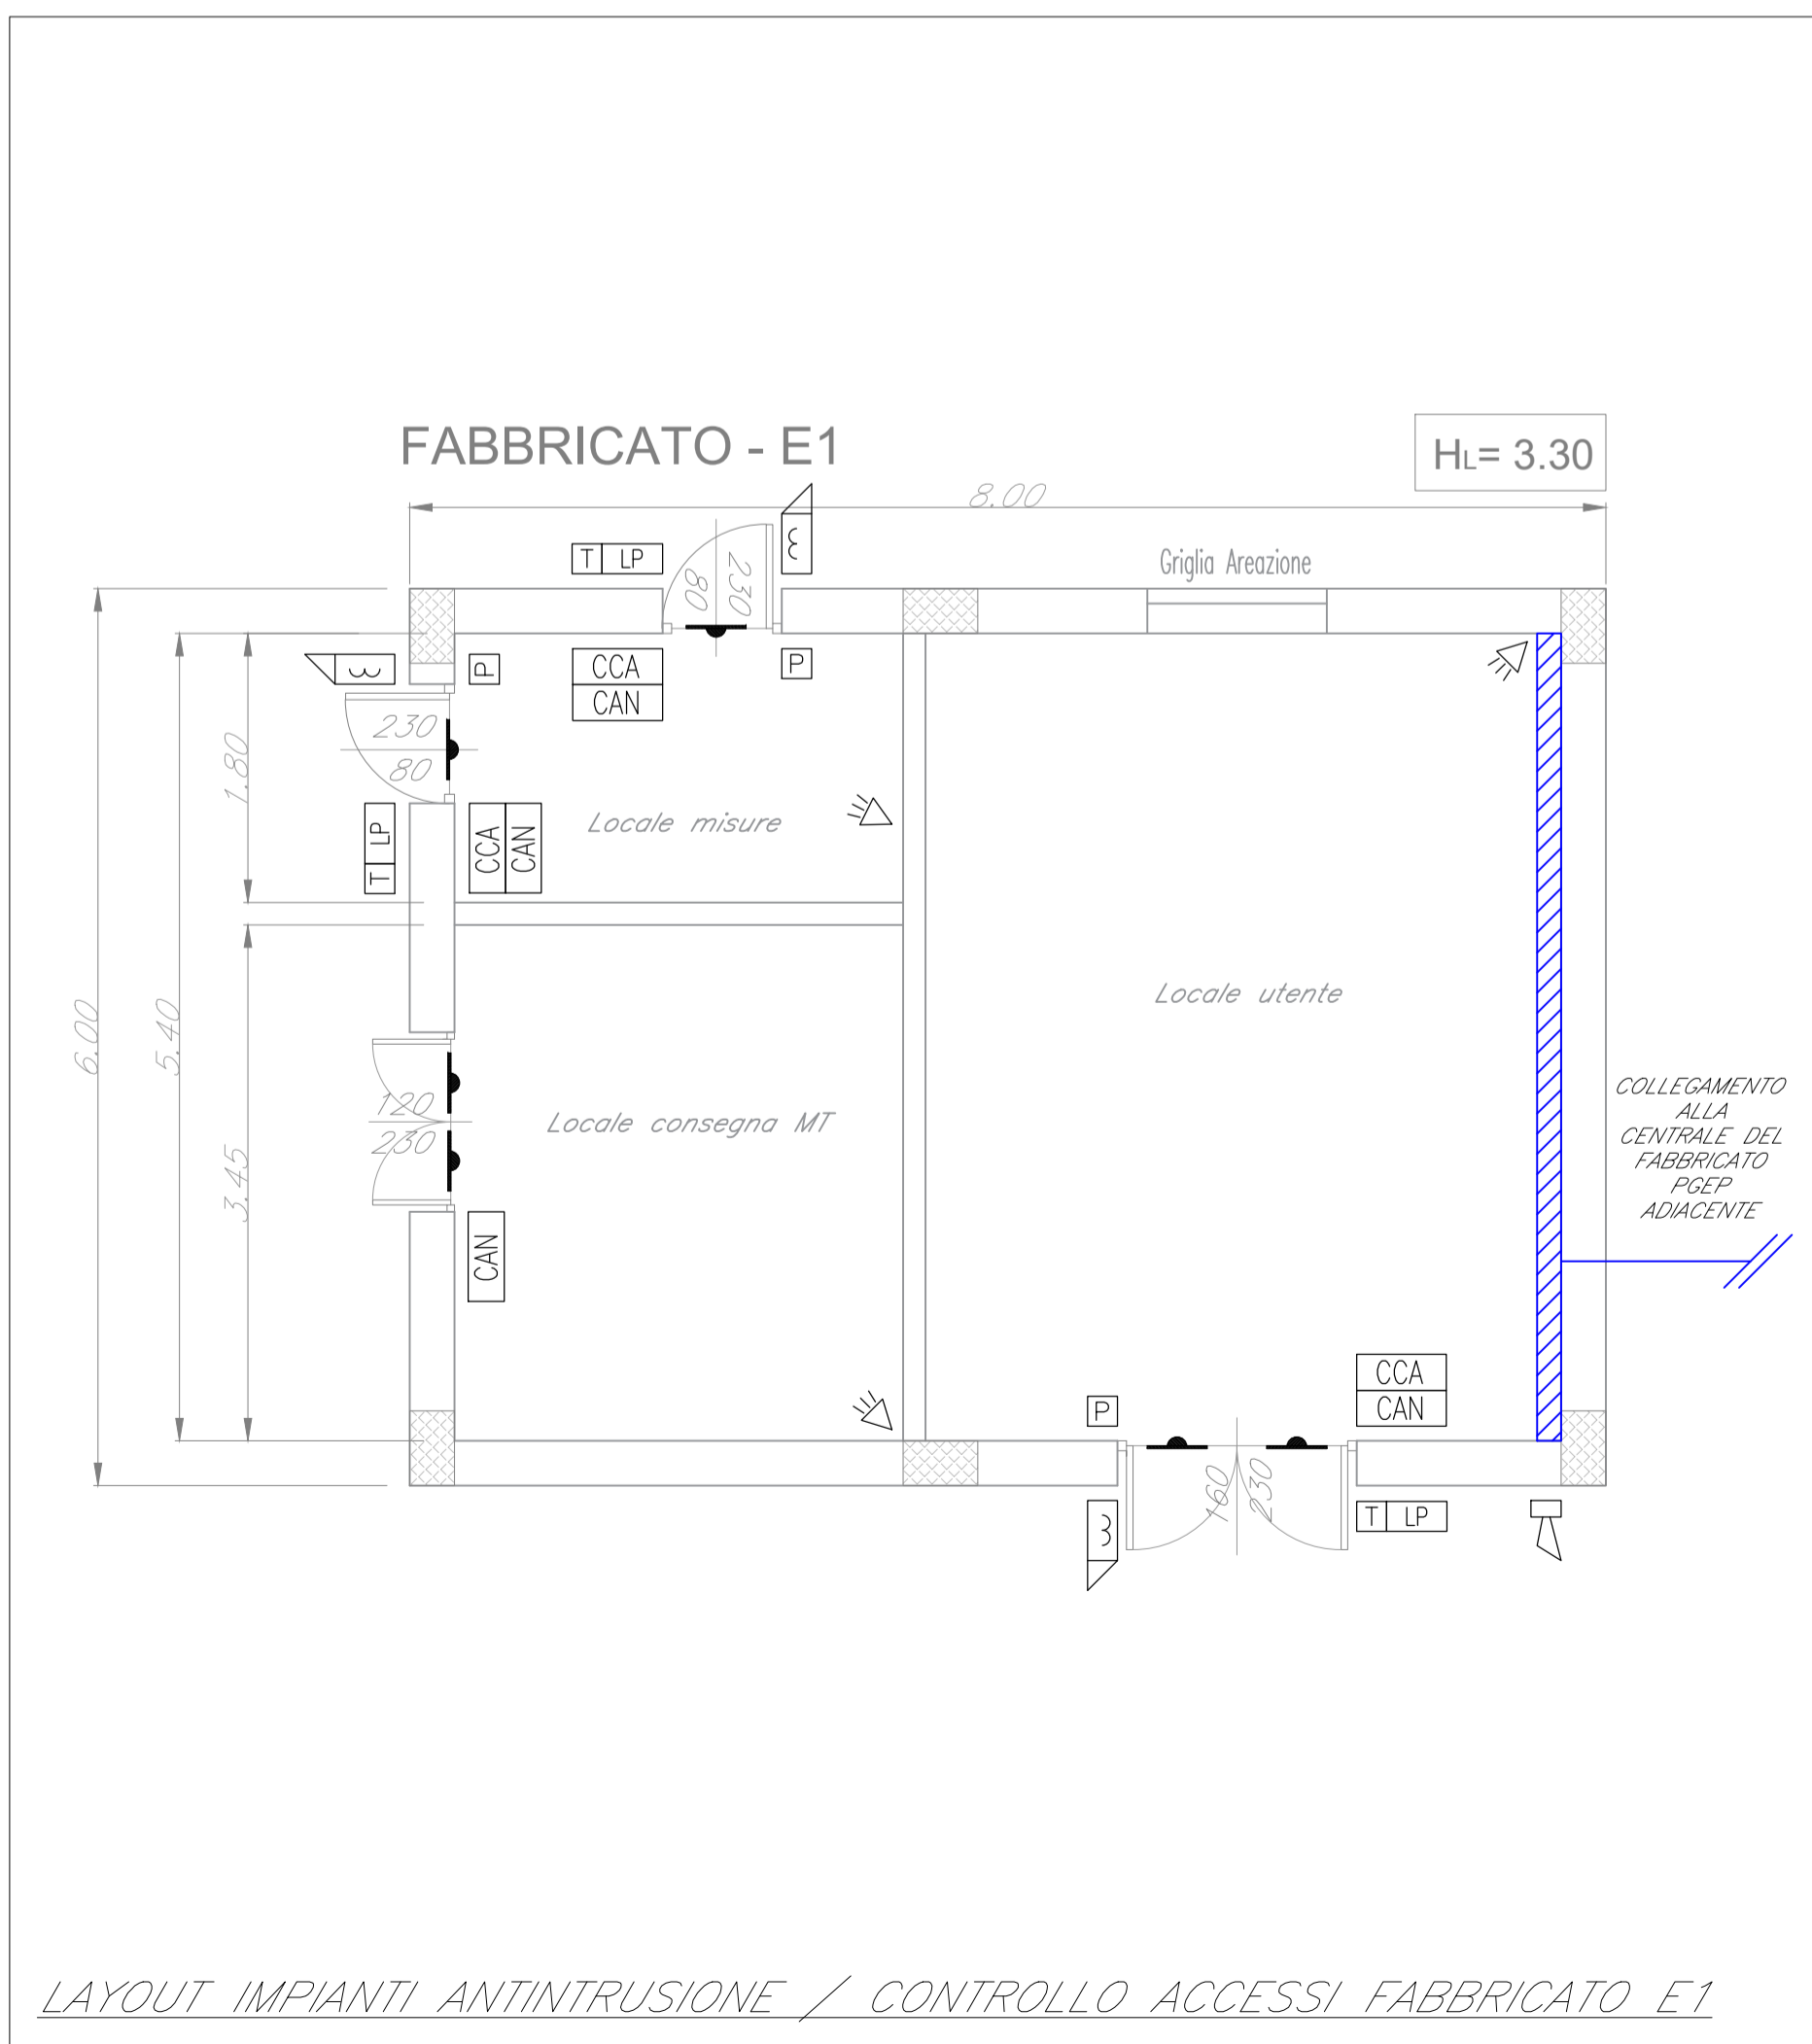 FABBRICATO - E1
HL= 3.30
8.00
T LP
80
230
Griglia Areazione
P
CCA
CAN
P
230
80
1.80
Locale misure
T LP
CCA
CAN
6.00
5.40
Locale utente
COLLEGAMENTO
ALLA
CENTRALE DEL
FABBRICATO
PGEP
ADIACENTE
120
230
Locale consegna MT
3.45
CAN
CCA
CAN
P
160
230
T LP
LAYOUT IMPIANTI ANTINTRUSIONE / CONTROLLO ACCESSI FABBRICATO E1